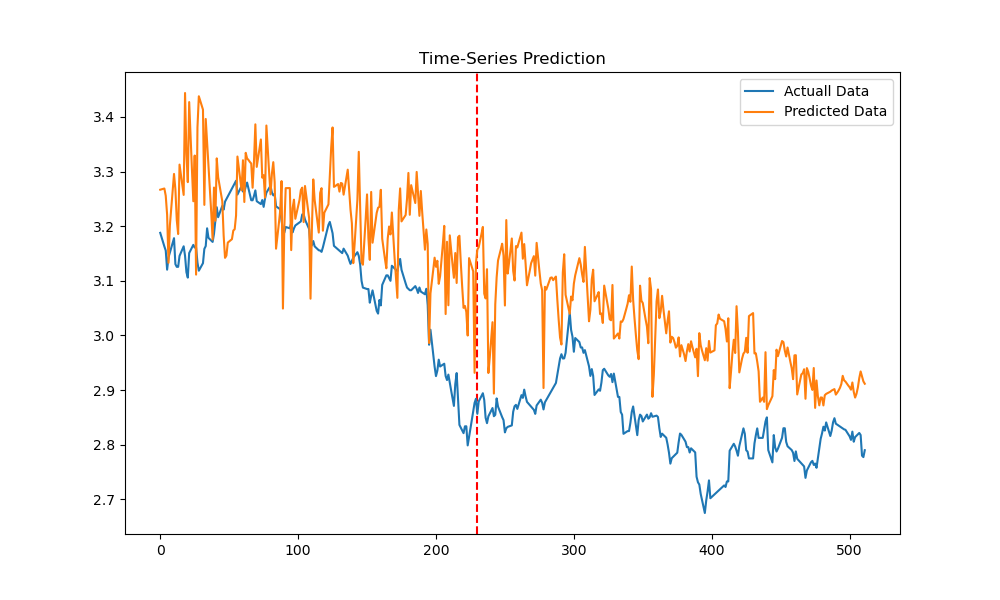 Time-Series Prediction
Actuall Data
Predicted Data
3.4
3.3
3.2
3.1
3.0
2.9
2.8
2.7
0 100 200 300 400 500